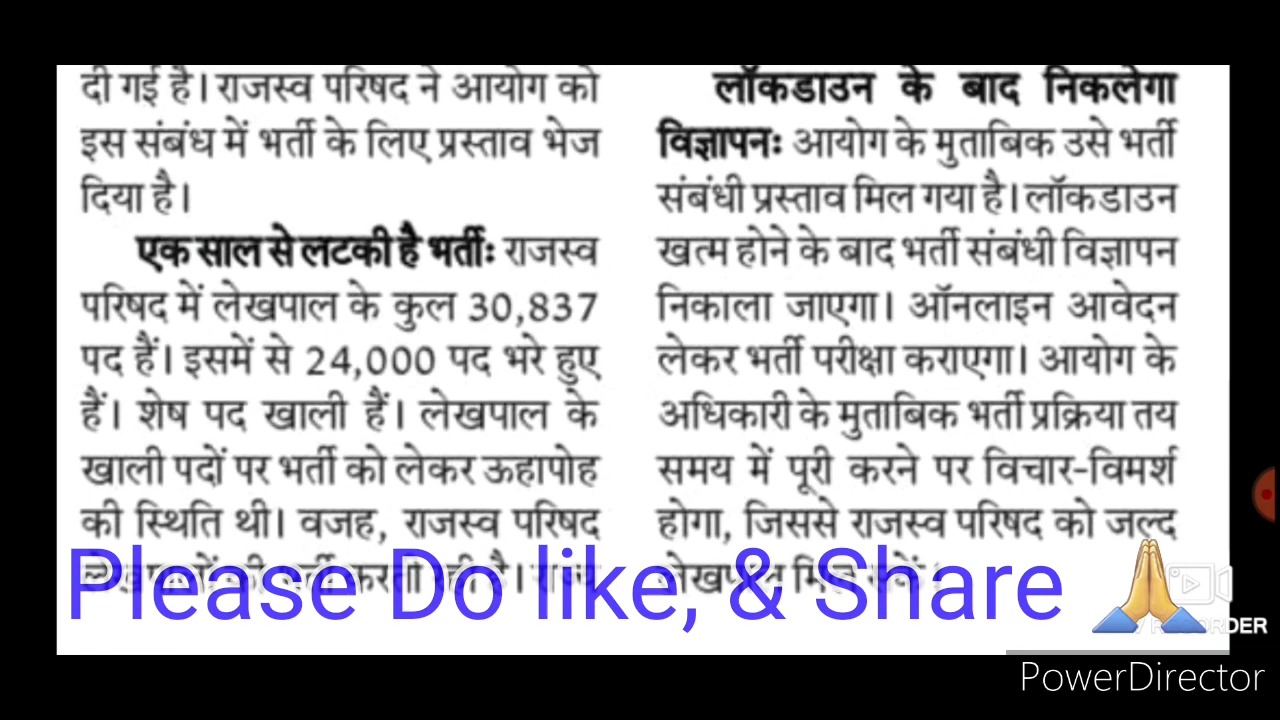 दी गई है। राजस्व परिषद ने आयोग को
इस संबंध में भर्ती के लिए प्रस्ताव भेज
दिया है।
एक साल से लटकी है भर्तीः राजस्व
परिषद में लेखपाल के कुल 30,837
पद हैं। इसमें से 24,000 पद भरे हुए
हैं। शेष पद खाली हैं। लेखपाल के
खाली पदों पर भर्ती को लेकर ऊहापोह
की स्थिति थी। वजह, राजस्व परिषद
लॉकडाउन के बाद निकलेगा
विज्ञापनः आयोग के मुताबिक उसे भर्ती
संबंधी प्रस्ताव मिल गया है। लॉकडाउन
खत्म होने के बाद भर्ती संबंधी विज्ञापन
निकाला जाएगा। ऑनलाइन आवेदन
लेकर भर्ती परीक्षा कराएगा। आयोग के
अधिकारी के मुताबिक भर्ती प्रक्रिया तय
समय में पूरी करने पर विचार-विमर्श
होगा, जिससे राजस्व परिषद को जल्द
Please Do like, & Share 🙏
PowerDirector